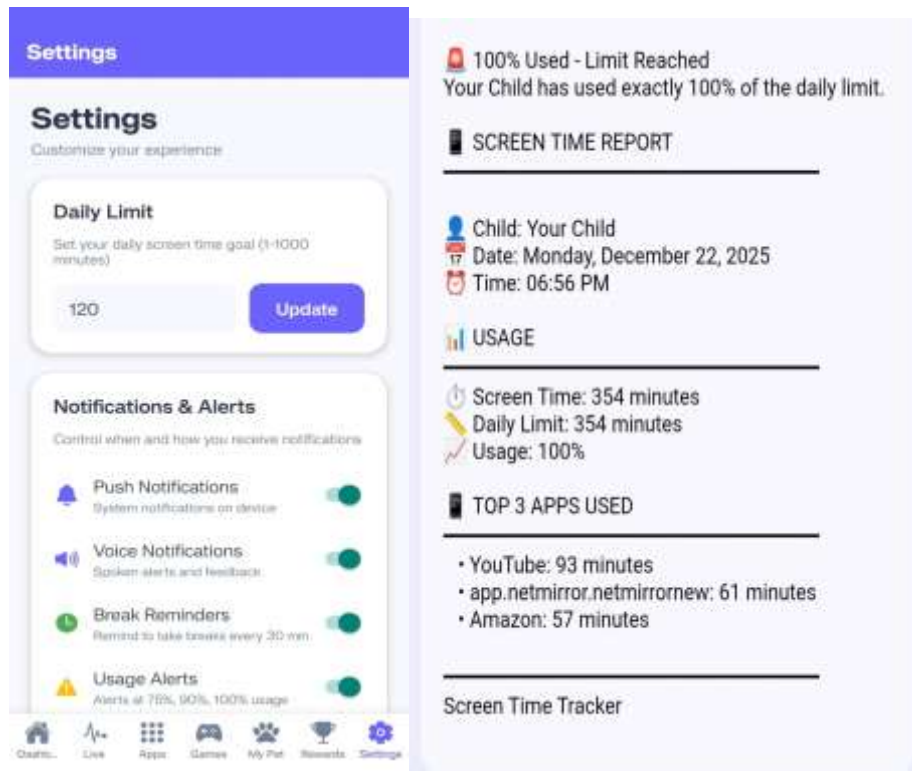 Settings
Settings
Customize your experience
Daily Limit
Set your daily screen time goal (1-1000
minutes)
120
Update
Notifications & Alerts
Control when and how you receive notifications
Push Notifications
System notifications on device
Voice Notifications
Spoken alerts and feedback
Break Reminders
Remind to take breaks every 30 min
Usage Alerts
Alerts at 75%, 90%, 100% usage
Dashb...
Live
Apps
Games
My Pet
Rewards
Settings
🚨 100% Used - Limit Reached
Your Child has used exactly 100% of the daily limit.
📱 SCREEN TIME REPORT
👤 Child: Your Child
📅 Date: Monday, December 22, 2025
⏰ Time: 06:56 PM
📊 USAGE
⏱️ Screen Time: 354 minutes
📏 Daily Limit: 354 minutes
📈 Usage: 100%
📱 TOP 3 APPS USED
• YouTube: 93 minutes
• app.netmirror.netmirrornew: 61 minutes
• Amazon: 57 minutes
Screen Time Tracker